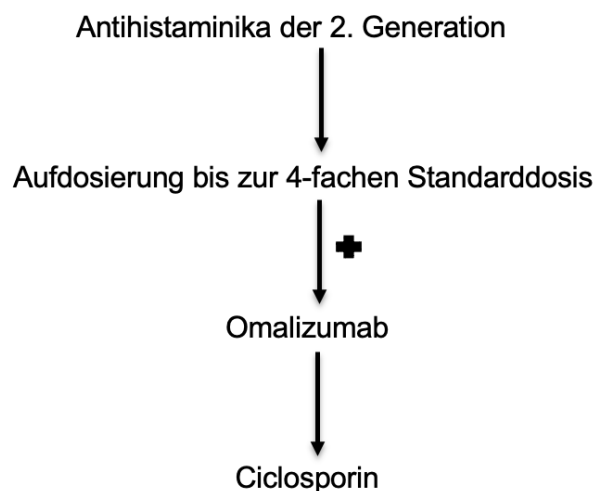 Antihistaminika der 2. Generation
Aufdosierung bis zur 4-fachen Standarddosis
Omalizumab
Ciclosporin